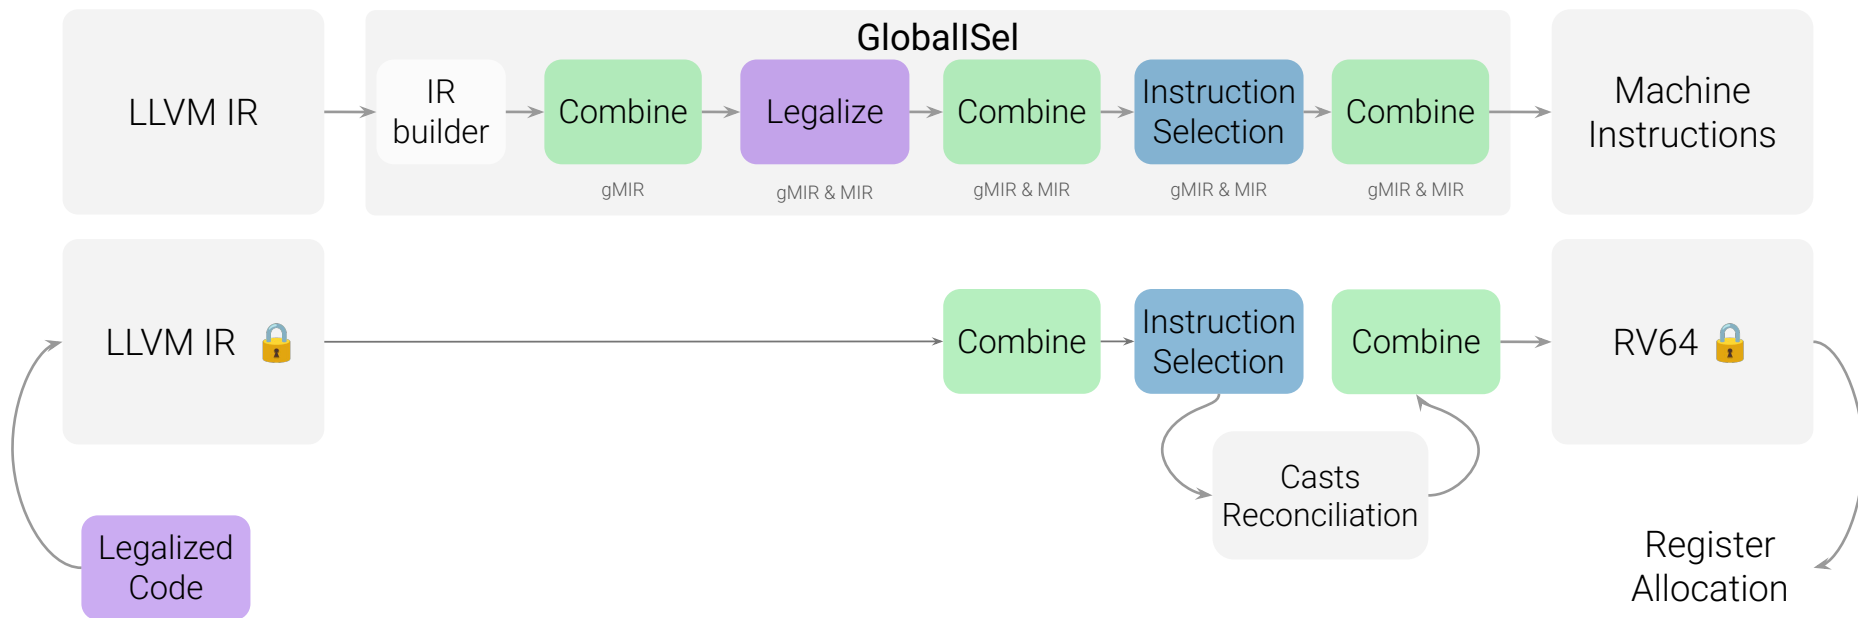 GlobalISel
LLVM IR
IR
builder
Combine
Legalize
Combine
Instruction
Selection
Combine
Machine
Instructions
gMIR
gMIR & MIR
gMIR & MIR
gMIR & MIR
gMIR & MIR
LLVM IR 🔒
Combine
Instruction
Selection
Combine
RV64 🔒
Casts
Reconciliation
Legalized
Code
Register
Allocation